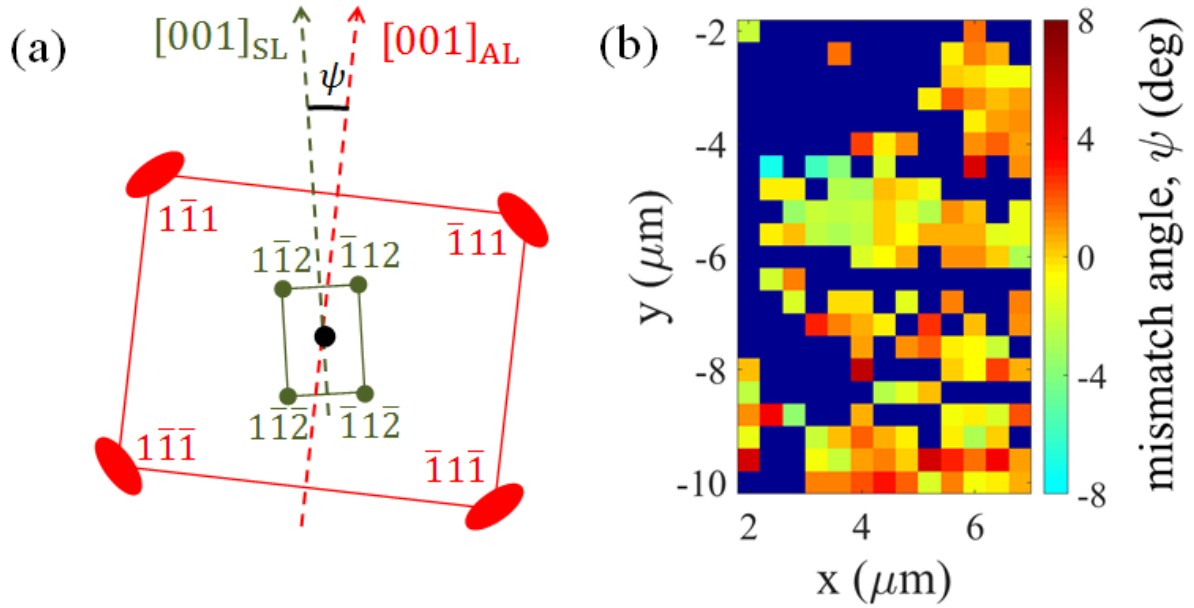 (a)
[001]SL
[001]AL
ψ
11̄1
1̄11
11̄2
1̄12
11̄2̄
1̄12̄
11̄1̄
1̄11̄
(b)
-2
-4
-6
-8
-10
y (μm)
2 4 6
x (μm)
8
4
0
-4
-8
mismatch angle, ψ (deg)